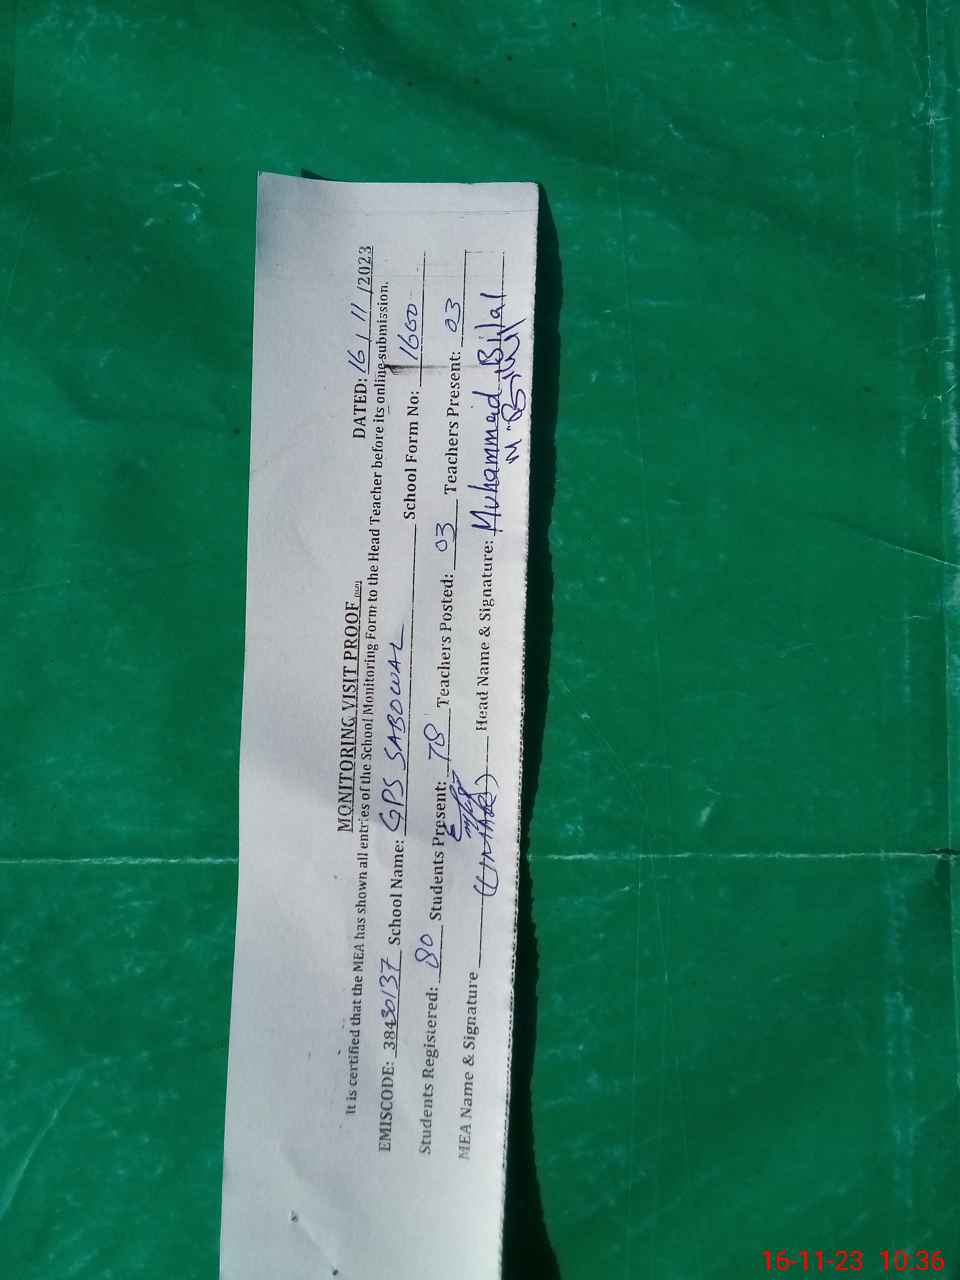 MONITORING VISIT PROOF
DATED: 16 / 11 /2023
It is certified that the MEA has shown all entries of the School Monitoring Form to the Head Teacher before its online submission.
EMISCODE: 38430137 School Name: GPS SABOWAL School Form No: 1660
Students Registered: 80 Students Present: 78 Teachers Posted: 03 Teachers Present: 03
MEA Name & Signature (UMAR) Head Name & Signature: Muhammad Bilal
M. Bilal
16-11-23 10:36